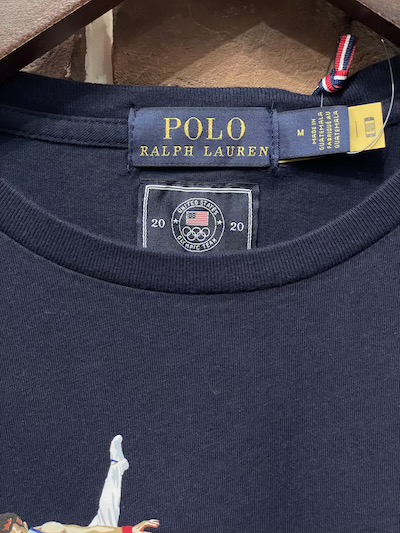 POLO
RALPH LAUREN
M
MADE IN
GUATEMALA
FABRIQUÉ AU
GUATEMALA
UNITED STATES
20 20
OLYMPIC TEAM